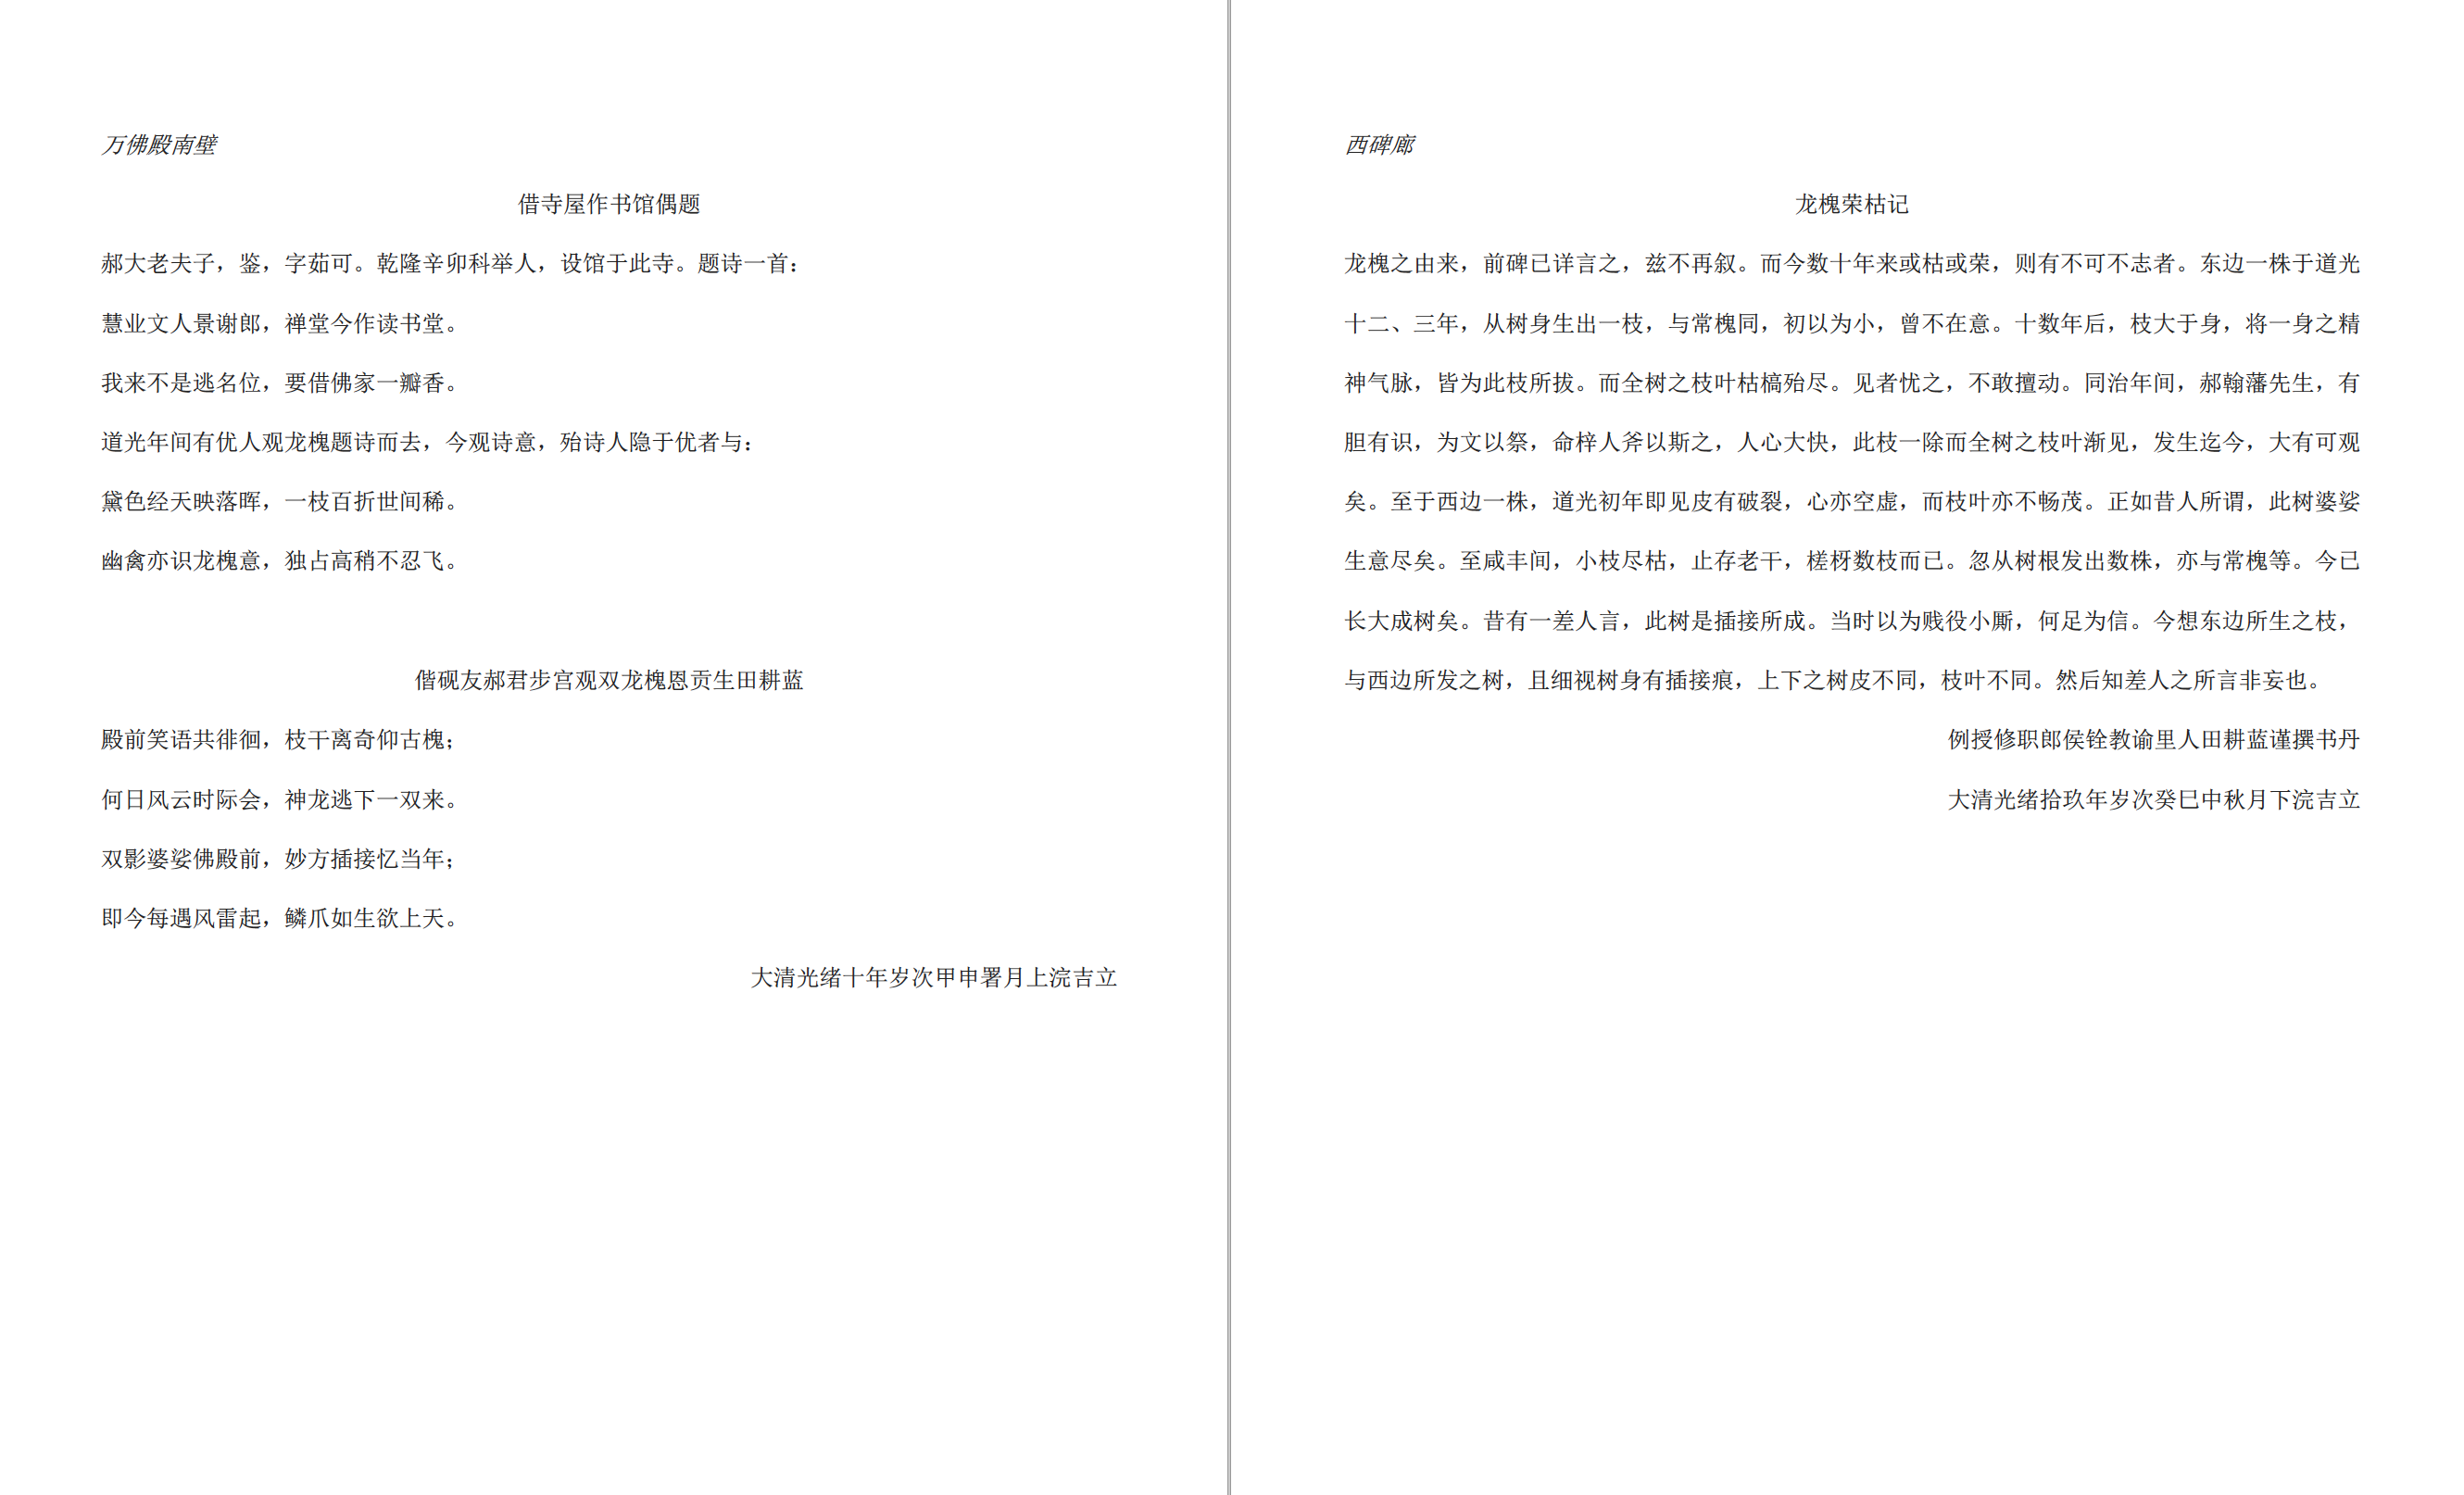 万佛殿南壁
借寺屋作书馆偶题
郝大老夫子，鉴，字茹可。乾隆辛卯科举人，设馆于此寺。题诗一首：
慧业文人景谢郎，禅堂今作读书堂。
我来不是逃名位，要借佛家一瓣香。
道光年间有优人观龙槐题诗而去，今观诗意，殆诗人隐于优者与：
黛色经天映落晖，一枝百折世间稀。
幽禽亦识龙槐意，独占高稍不忍飞。
偕砚友郝君步宫观双龙槐恩贡生田耕蓝
殿前笑语共徘徊，枝干离奇仰古槐；
何日风云时际会，神龙逃下一双来。
双影婆娑佛殿前，妙方插接忆当年；
即今每遇风雷起，鳞爪如生欲上天。
大清光绪十年岁次甲申署月上浣吉立
西碑廊
龙槐荣枯记
龙槐之由来，前碑已详言之，兹不再叙。而今数十年来或枯或荣，则有不可不志者。东边一株于道光
十二、三年，从树身生出一枝，与常槐同，初以为小，曾不在意。十数年后，枝大于身，将一身之精
神气脉，皆为此枝所拔。而全树之枝叶枯槁殆尽。见者忧之，不敢擅动。同治年间，郝翰藩先生，有
胆有识，为文以祭，命梓人斧以斯之，人心大快，此枝一除而全树之枝叶渐见，发生迄今，大有可观
矣。至于西边一株，道光初年即见皮有破裂，心亦空虚，而枝叶亦不畅茂。正如昔人所谓，此树婆娑
生意尽矣。至咸丰间，小枝尽枯，止存老干，槎枒数枝而已。忽从树根发出数株，亦与常槐等。今已
长大成树矣。昔有一差人言，此树是插接所成。当时以为贱役小厮，何足为信。今想东边所生之枝，
与西边所发之树，且细视树身有插接痕，上下之树皮不同，枝叶不同。然后知差人之所言非妄也。
例授修职郎侯铨教谕里人田耕蓝谨撰书丹
大清光绪拾玖年岁次癸巳中秋月下浣吉立